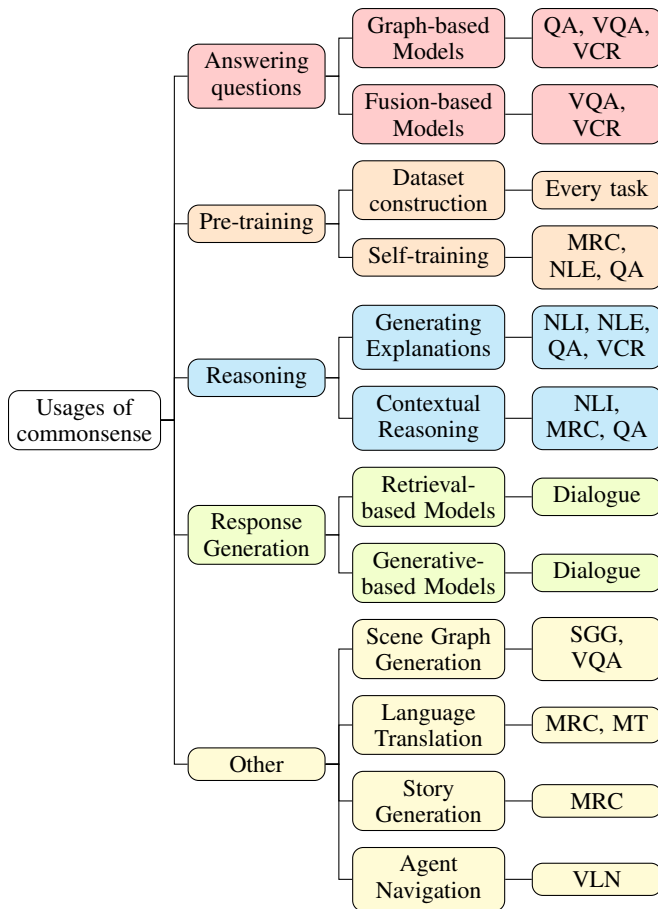 Usages of
commonsense
Answering
questions
Graph-based
Models
QA, VQA,
VCR
Fusion-based
Models
VQA,
VCR
Pre-training
Dataset
construction
Every task
Self-training
MRC,
NLE, QA
Reasoning
Generating
Explanations
NLI, NLE,
QA, VCR
Contextual
Reasoning
NLI,
MRC, QA
Response
Generation
Retrieval-
based Models
Dialogue
Generative-
based Models
Dialogue
Other
Scene Graph
Generation
SGG,
VQA
Language
Translation
MRC, MT
Story
Generation
MRC
Agent
Navigation
VLN